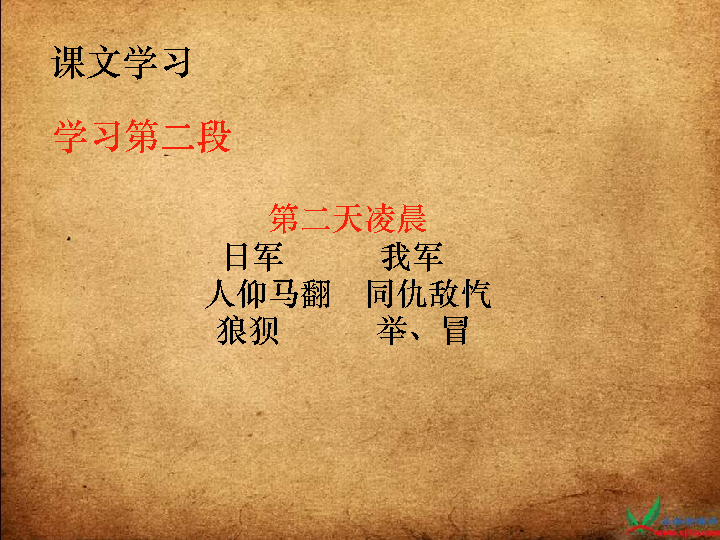 课文学习
学习第二段
第二天凌晨
日军 我军
人仰马翻 同仇敌忾
狼狈 举、冒